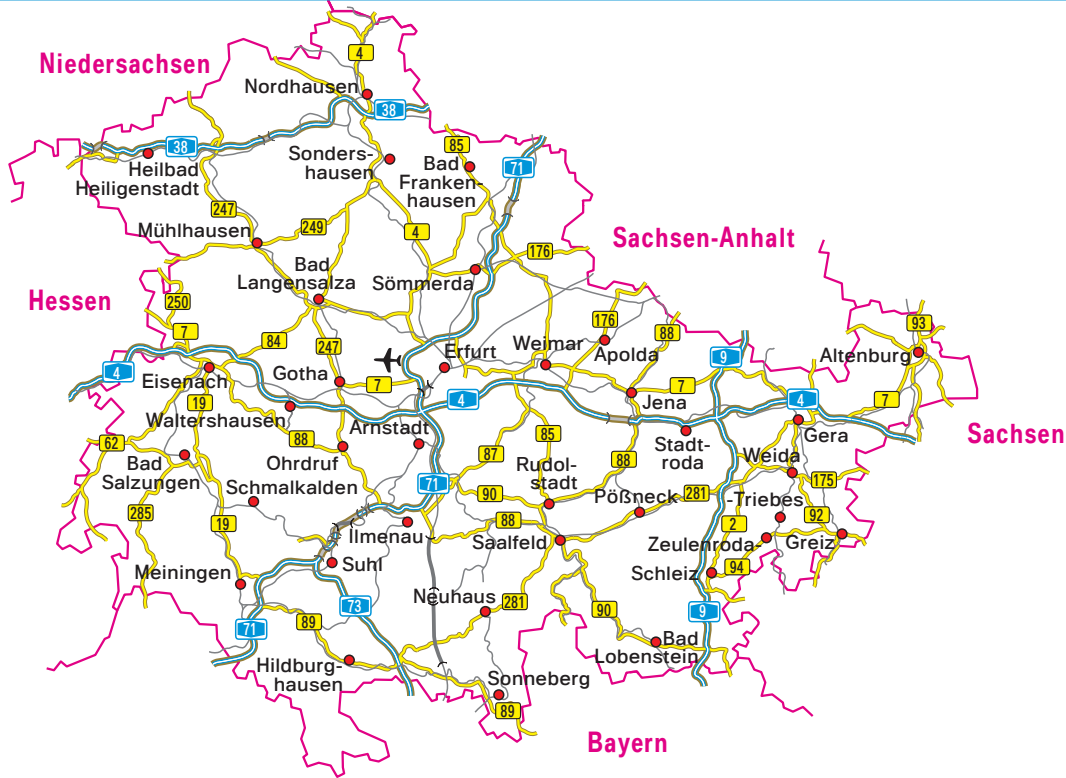 4
Niedersachsen
Nordhausen
38
38
85
71
Sonders-
hausen
Bad
Franken-
hausen
Heilbad
Heiligenstadt
247
249
4
Mühlhausen
Sachsen-Anhalt
176
Bad
Langensalza
Sömmerda
Hessen
250
7
84
247
176
88
93
Erfurt
Weimar
Apolda
9
Altenburg
4
Eisenach
Gotha
7
4
7
4
7
19
Waltershausen
Jena
Arnstadt
Gera
Sachsen
62
88
85
Stadt-
roda
Bad
Salzungen
Ohrdruf
87
Rudol-
stadt
88
Weida
175
Schmalkalden
71
90
Pößneck
281
-Triebes
285
19
88
2
92
Ilmenau
Saalfeld
Zeulenroda-
Greiz
Meiningen
Suhl
Schleiz
94
73
Neuhaus
281
90
9
71
89
Bad
Lobenstein
Hildburg-
hausen
Sonneberg
89
Bayern